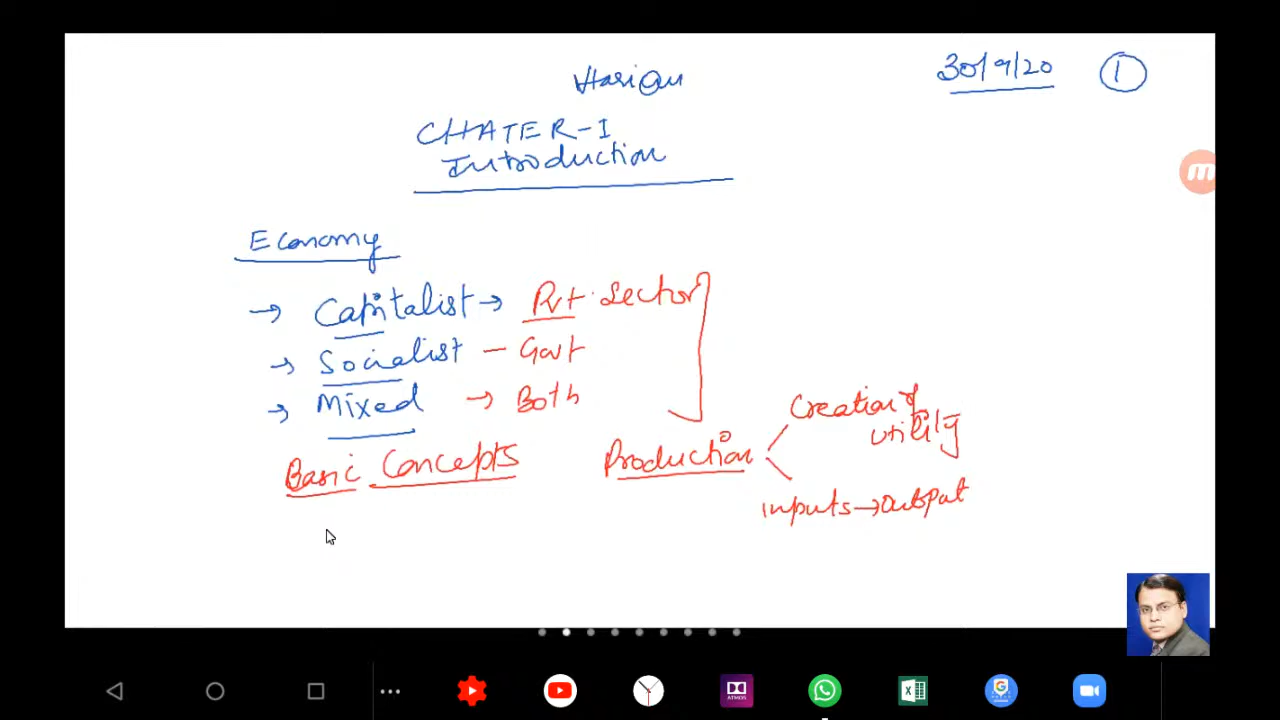 30/9/20 1
CHATER-I
Introduction
Economy
→ Capitalist → Pvt. Sector
→ Socialist - Govt
→ Mixed → Both
Creation of
utility
Basic Concepts Production
inputs → output